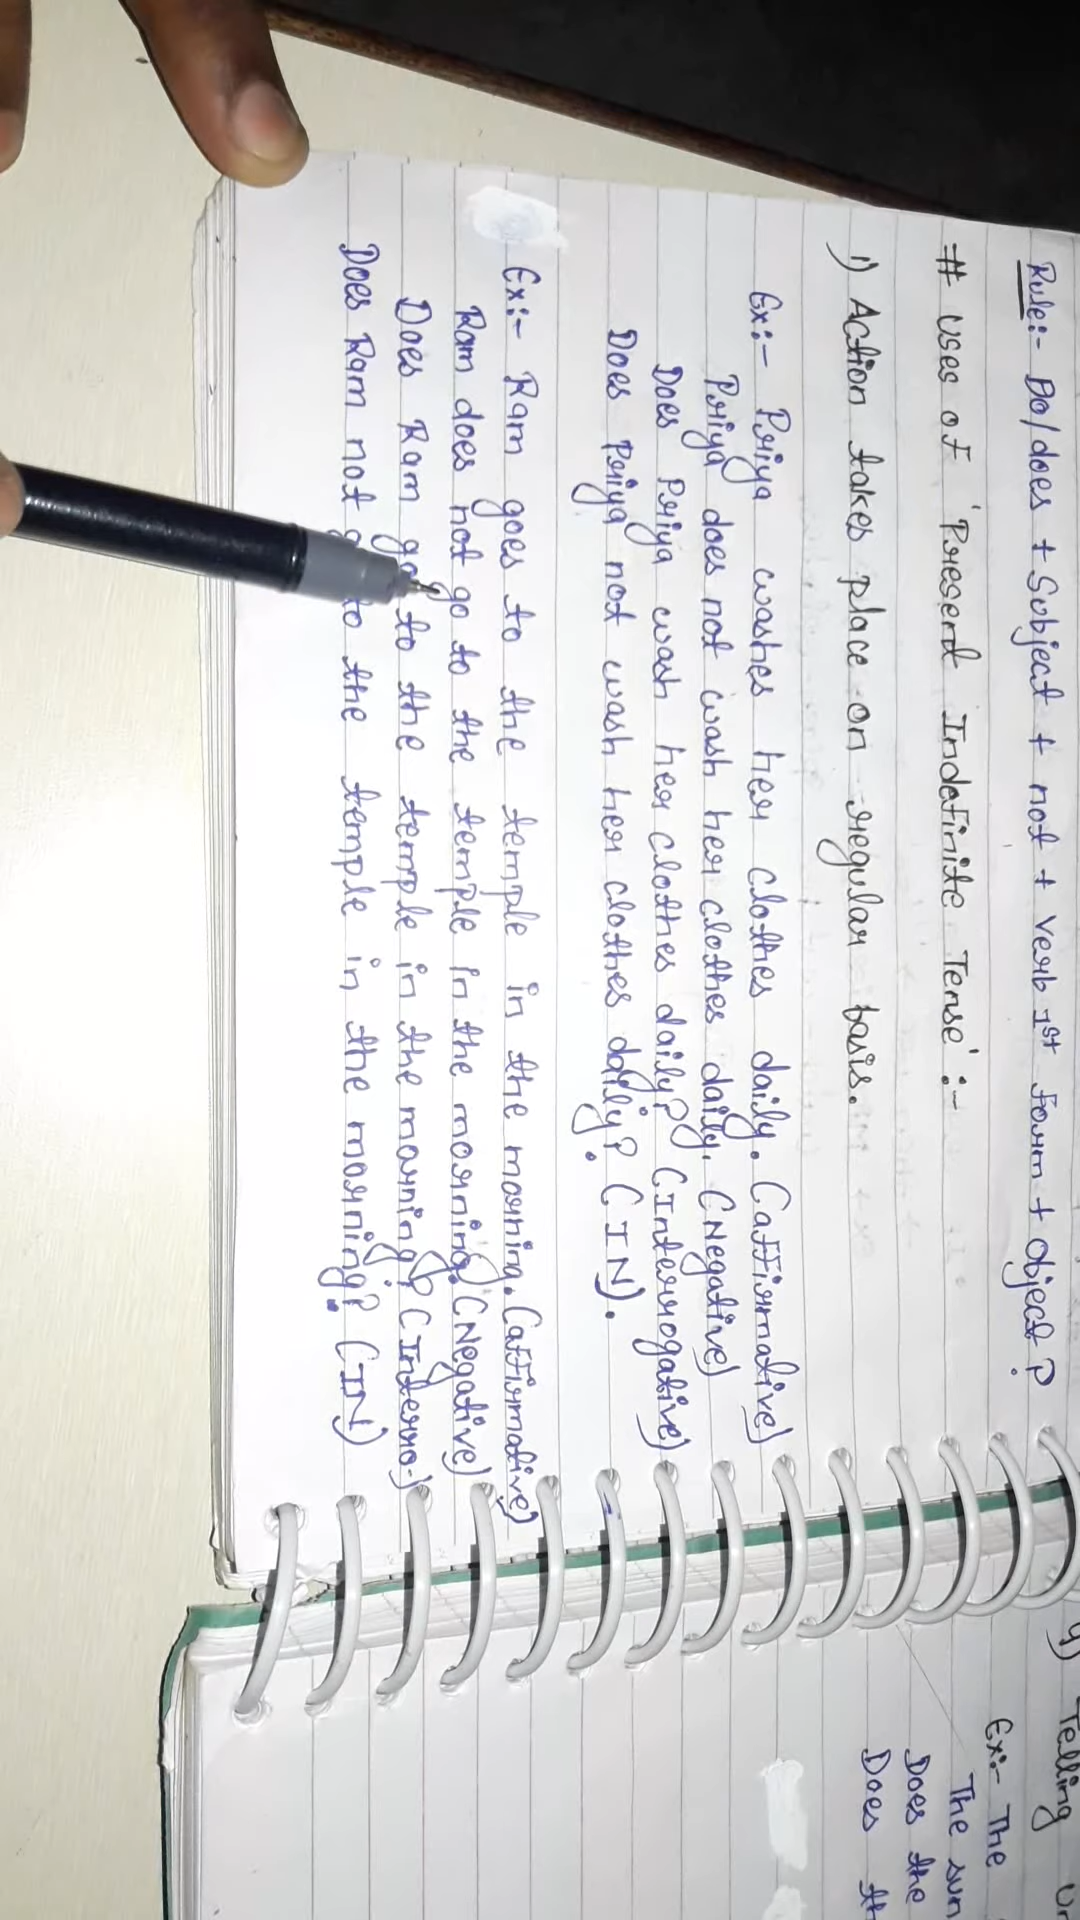 Rule:- Do/does + Subject + not + verb 1st form + object?
# Uses of 'Present Indefinite Tense' :-
1) Action takes place on regular basis.
Ex:- Priya washes her clothes daily. (affirmative)
Priya does not wash her clothes daily. (Negative)
Does Priya wash her clothes daily? (Interrogative)
Does Priya not wash her clothes daily? (IN).
Ex:- Ram goes to the temple in the morning. (affirmative)
Ram does not go to the temple in the morning. (Negative)
Does Ram go to the temple in the morning? (Interro-)
Does Ram not to the temple in the morning? (IN)
4) Telling
Ex:- The
The sun
Does the
Does